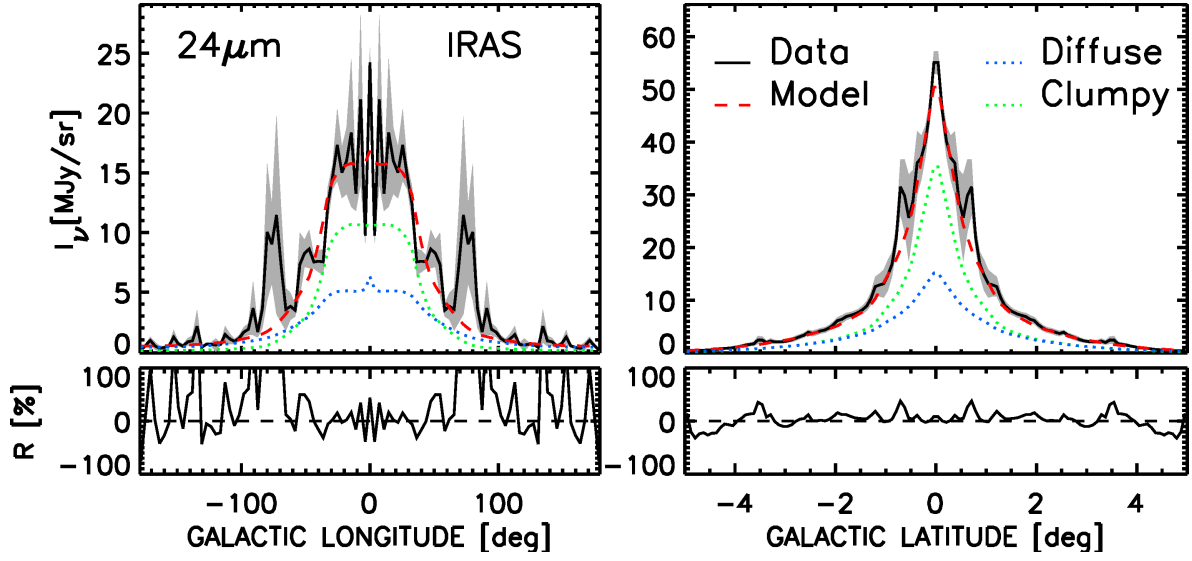 24μm IRAS
Data Diffuse
Model Clumpy
I_ν[MJy/sr]
25
20
15
10
5
0
60
50
40
30
20
10
0
R [%]
100
0
−100
100
0
−100
−100 0 100
−4 −2 0 2 4
GALACTIC LONGITUDE [deg]
GALACTIC LATITUDE [deg]